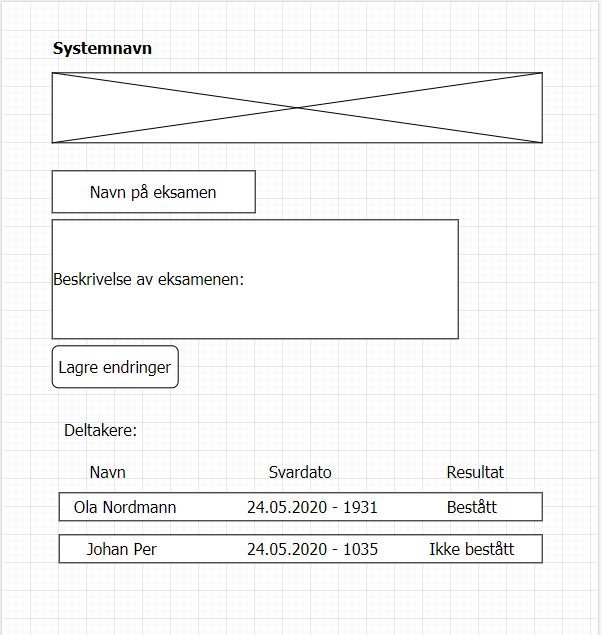 Systemnavn
Navn på eksamen
Beskrivelse av eksamenen:
Lagre endringer
Deltakere:
Navn Svardato Resultat
Ola Nordmann 24.05.2020 - 1931 Bestått
Johan Per 24.05.2020 - 1035 Ikke bestått